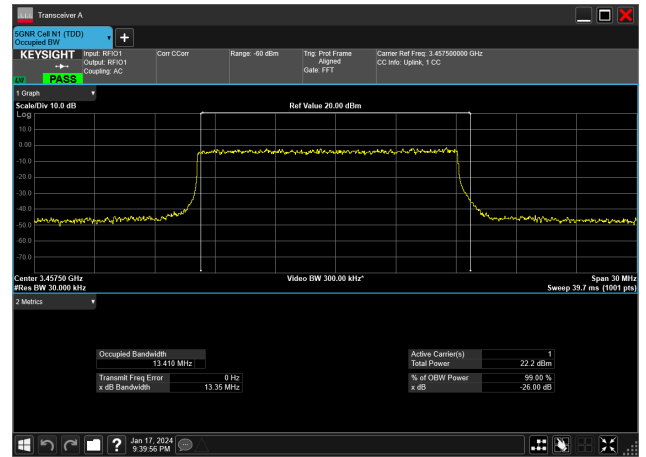 Transceiver A
5GNR Cell N1 (TDD)
Occupied BW
+
KEYSIGHT Input: RFIO1 Corr CCorr Range: -60 dBm Trig: Prot Frame Carrier Ref Freq: 3.457500000 GHz
Output: RFIO1 Aligned CC Info: Uplink, 1 CC
Coupling: AC Gate: FFT
LXI PASS
1 Graph
Scale/Div 10.0 dB Ref Value 20.00 dBm
Log
10.0
0.00
-10.0
-20.0
-30.0
-40.0
-50.0
-60.0
-70.0
Center 3.45750 GHz Video BW 300.00 kHz* Span 30 MHz
#Res BW 30.000 kHz Sweep 39.7 ms (1001 pts)
2 Metrics
Occupied Bandwidth Active Carrier(s) 1
13.410 MHz Total Power 22.2 dBm
Transmit Freq Error 0 Hz % of OBW Power 99.00 %
x dB Bandwidth 13.35 MHz x dB -26.00 dB
? Jan 17, 2024
9:39:56 PM